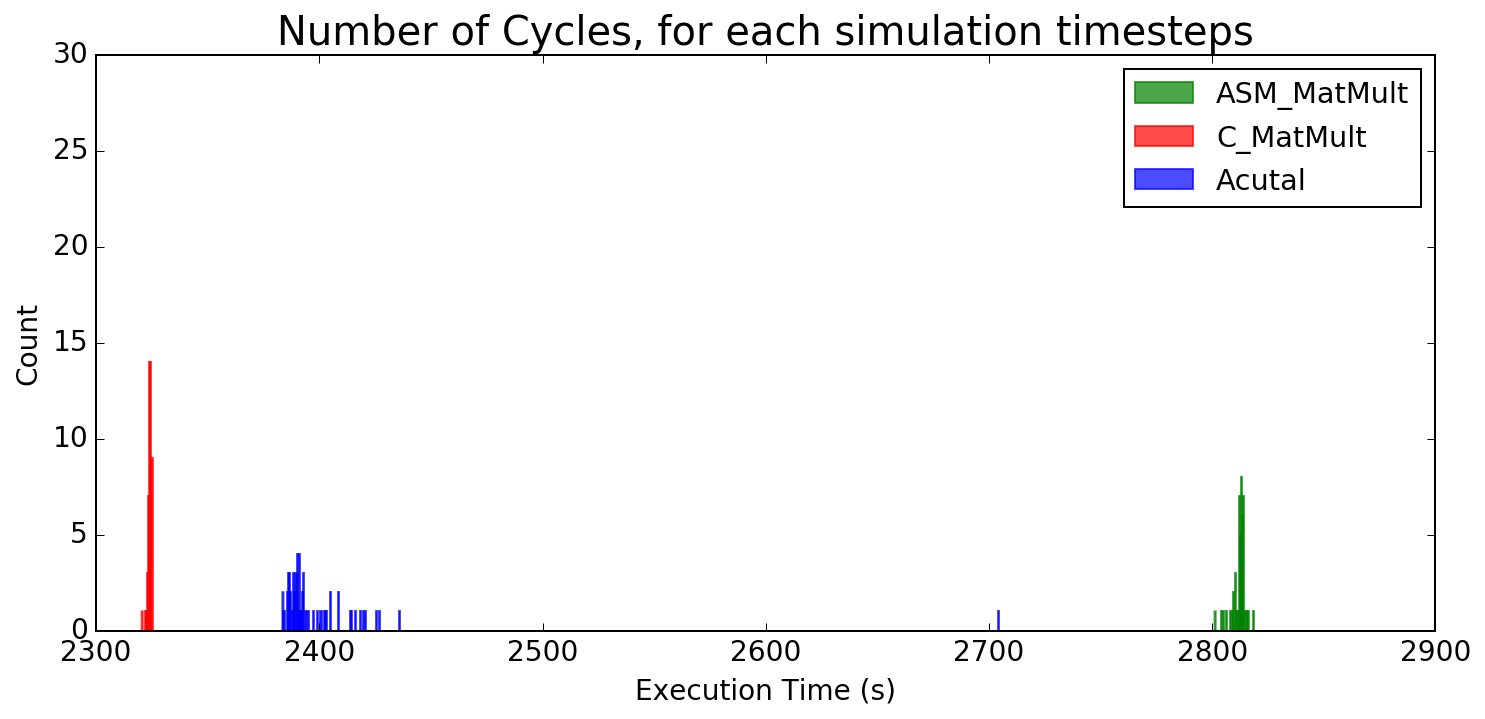 Number of Cycles, for each simulation timesteps
30
25
20
15
10
5
0
Count
ASM_MatMult
C_MatMult
Acutal
2300 2400 2500 2600 2700 2800 2900
Execution Time (s)